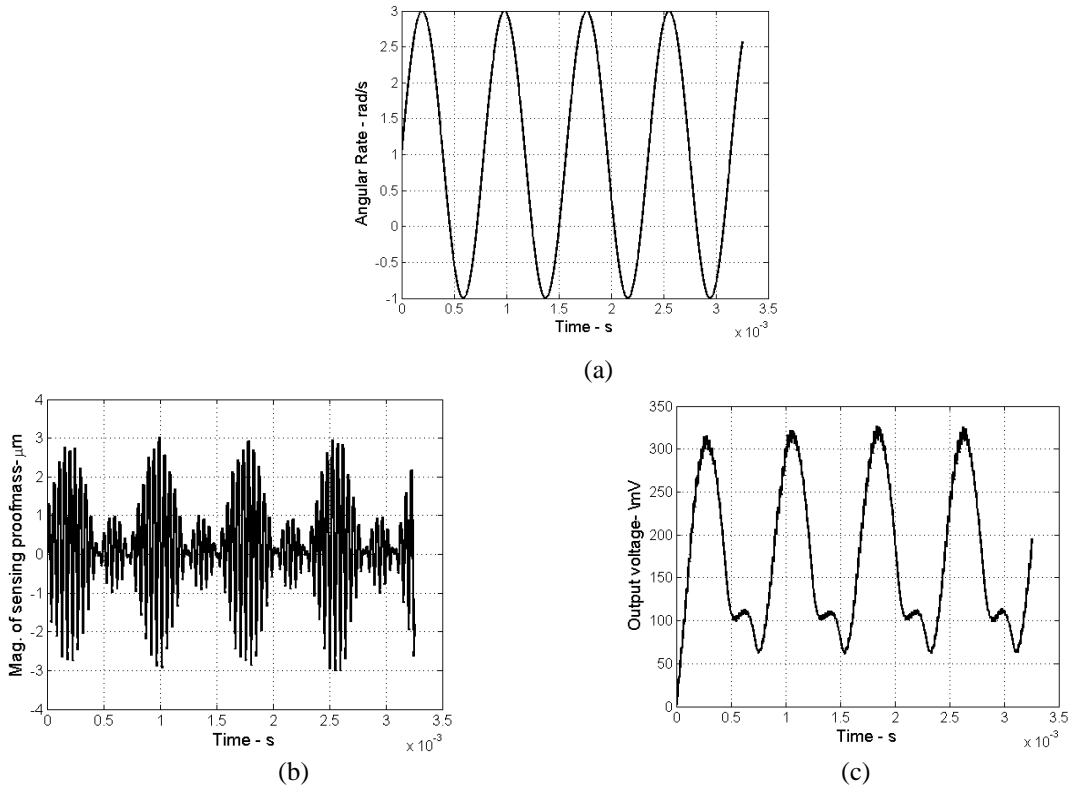 3
2.5
2
1.5
1
0.5
0
-0.5
-1
Angular Rate - rad/s
0 0.5 1 1.5 2 2.5 3 3.5
Time - s
x 10⁻³
(a)
4
3
2
1
0
-1
-2
-3
-4
Mag. of sensing proofmass- μm
0 0.5 1 1.5 2 2.5 3 3.5
Time - s
x 10⁻³
(b)
350
300
250
200
150
100
50
0
Output voltage- \mV
0 0.5 1 1.5 2 2.5 3 3.5
Time - s
x 10⁻³
(c)